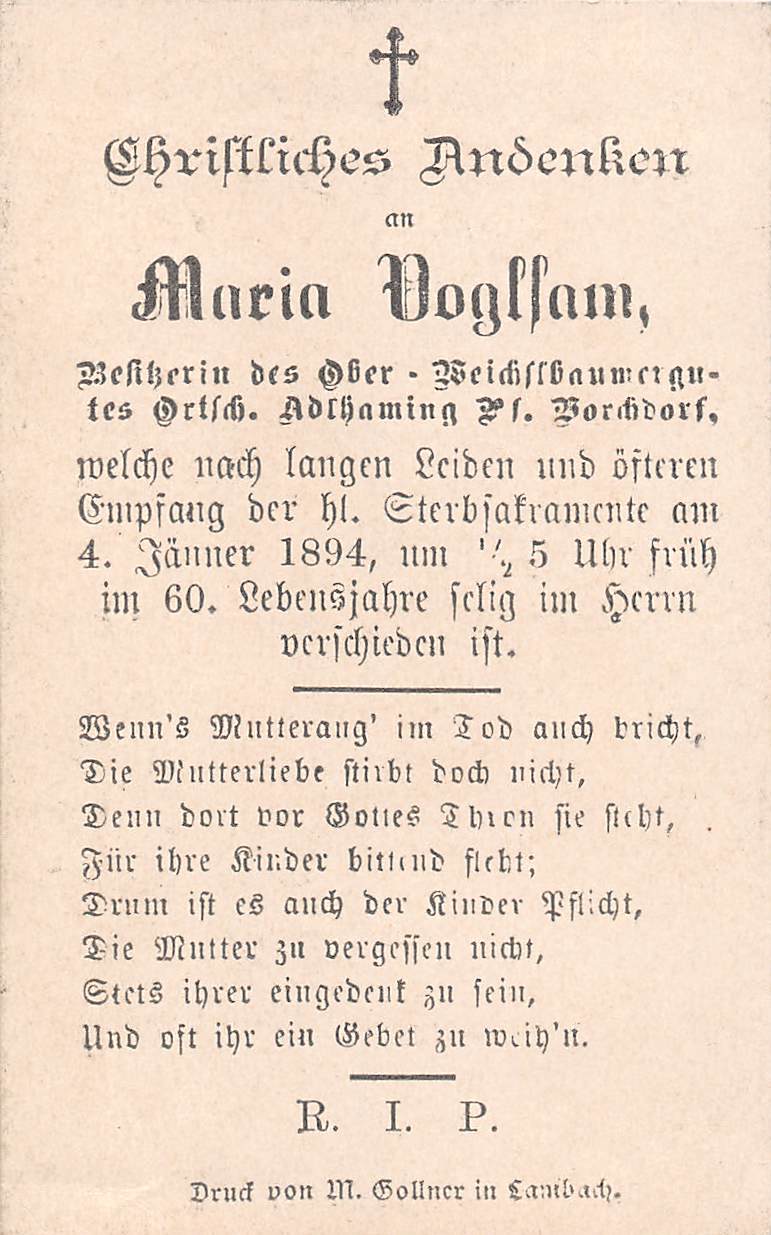 Christliches Andenken
an
Maria Voglsam,
Besitzerin des Ober-Weichslbaumergu-
tes Ortsch. Adlhaming Pf. Vorchdorf,
welche nach langen Leiden und öfteren
Empfang der hl. Sterbsakramente am
4. Jänner 1894, um ½ 5 Uhr früh
im 60. Lebensjahre selig im Herrn
verschieden ist.
Wenn's Mutteraug' im Tod auch bricht,
Die Mutterliebe stirbt doch nicht,
Denn dort vor Gottes Thron sie steht,
Für ihre Kinder bittend fleht;
Drum ist es auch der Kinder Pflicht,
Die Mutter zu vergessen nicht,
Stets ihrer eingedenk zu sein,
Und oft ihr ein Gebet zu weih'n.
R. I. P.
Druck von M. Gollner in Lambach.